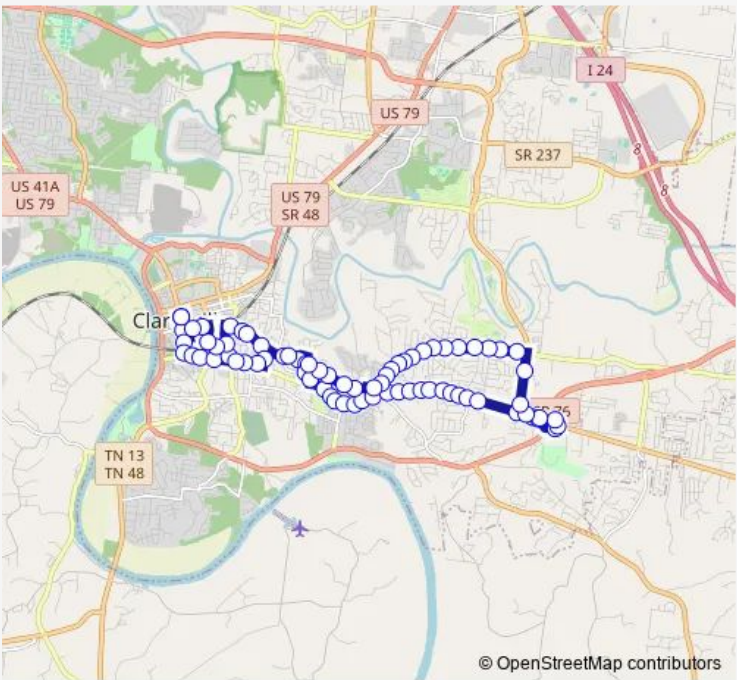 I 24
US 79
8
SR 237
US 41A
US 79
US 79
SR 48
8
TN 13
TN 48
© OpenStreetMap contributors